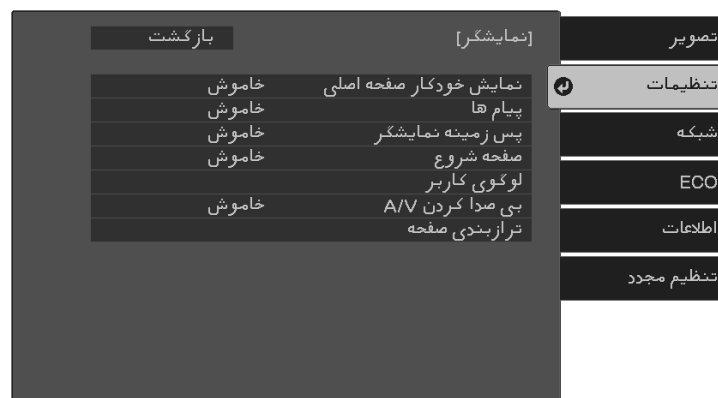 تصویر
تنظیمات
شبکه
ECO
اطلاعات
تنظیم مجدد
[نمایشگر] بازگشت
نمایش خودکار صفحه اصلی خاموش
پیام ها خاموش
پس زمینه نمایشگر خاموش
صفحه شروع خاموش
لوگوی کاربر
بی صدا کردن A/V خاموش
ترازبندی صفحه